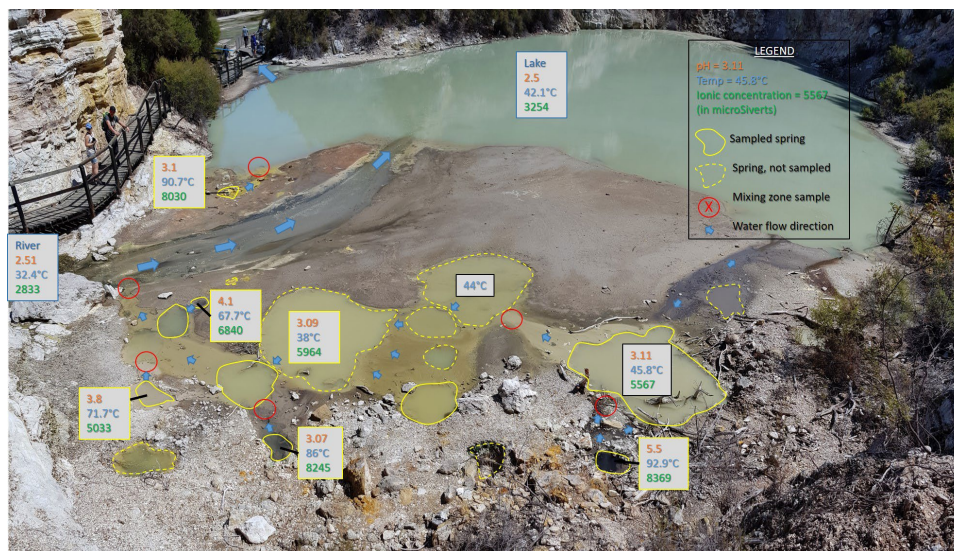 LEGEND
pH = 3.11
Temp = 45.8°C
Ionic concentration = 5567
(in microSiverts)
Sampled spring
Spring, not sampled
X
Mixing zone sample
Water flow direction
Lake
2.5
42.1°C
3254
3.1
90.7°C
8030
River
2.51
32.4°C
2833
4.1
67.7°C
6840
3.09
38°C
5964
44°C
3.11
45.8°C
5567
3.8
71.7°C
5033
3.07
86°C
8245
5.5
92.9°C
8369